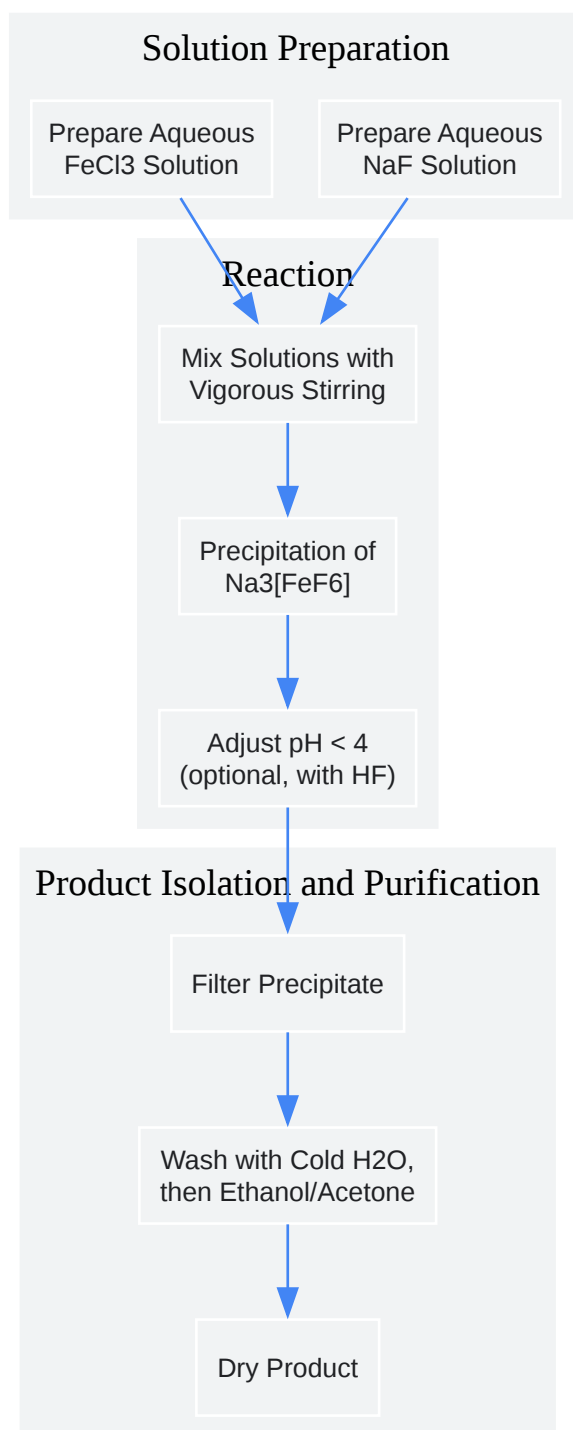 Solution Preparation
Prepare Aqueous
FeCl3 Solution
Prepare Aqueous
NaF Solution
Reaction
Mix Solutions with
Vigorous Stirring
Precipitation of
Na3[FeF6]
Adjust pH < 4
(optional, with HF)
Product Isolation and Purification
Filter Precipitate
Wash with Cold H2O,
then Ethanol/Acetone
Dry Product